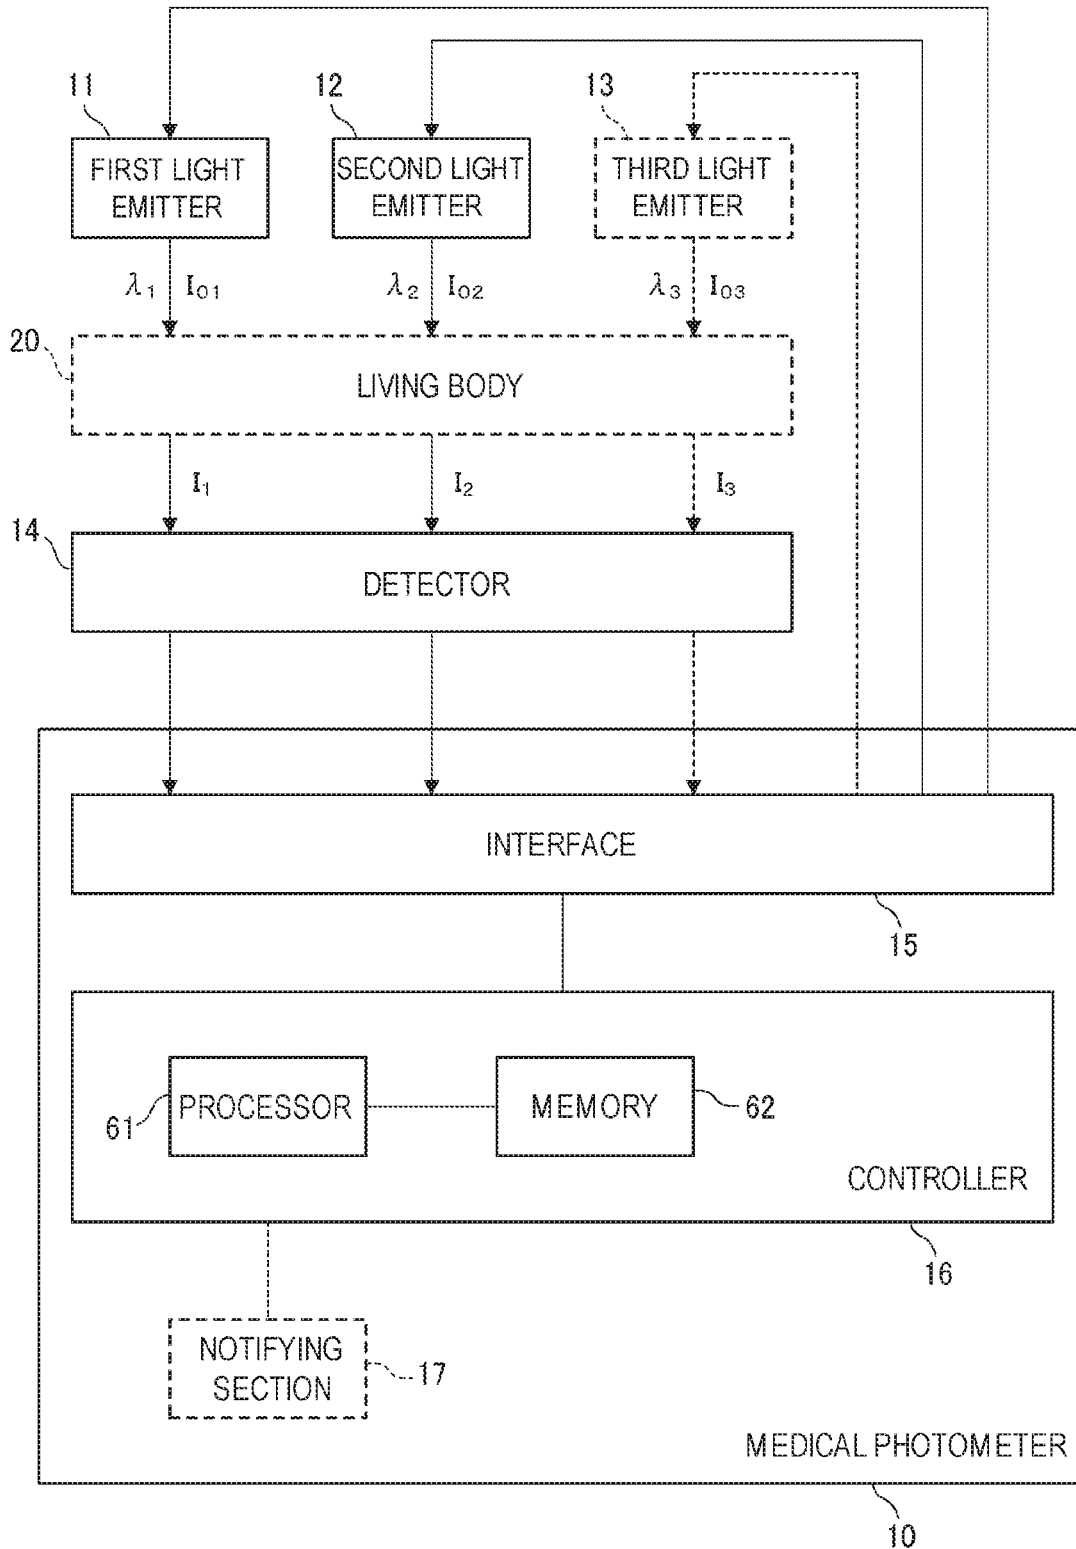 11
12
13
FIRST LIGHT
EMITTER
SECOND LIGHT
EMITTER
THIRD LIGHT
EMITTER
λ1 I01
λ2 I02
λ3 I03
20
LIVING BODY
I1
I2
I3
14
DETECTOR
INTERFACE
15
61
PROCESSOR
MEMORY
62
CONTROLLER
16
NOTIFYING
SECTION
17
MEDICAL PHOTOMETER
10